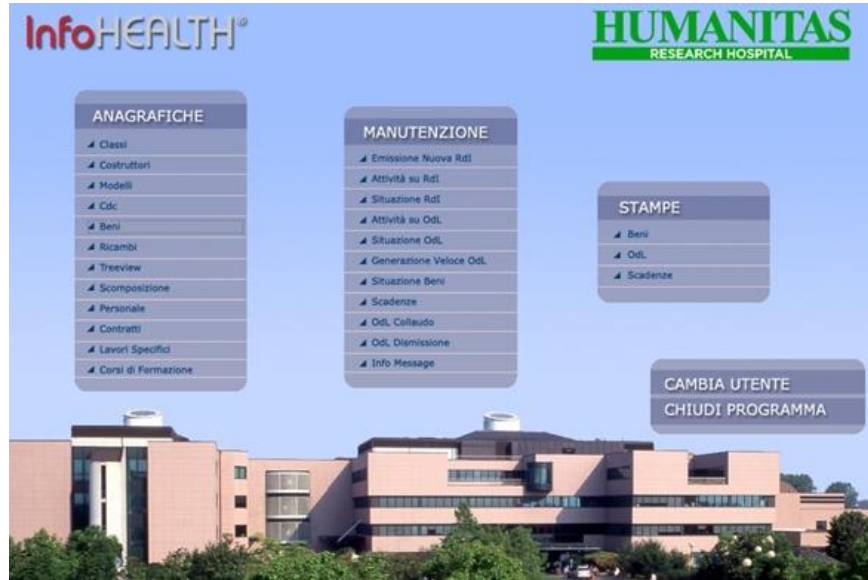 InfoHEALTH®
HUMANITAS
RESEARCH HOSPITAL
ANAGRAFICHE
Classi
Costruttori
Modelli
Cdc
Beni
Ricambi
Treeview
Scomposizione
Personale
Contratti
Lavori Specifici
Corsi di Formazione
MANUTENZIONE
Emissione Nuova RdI
Attività su RdI
Situazione RdI
Attività su OdL
Situazione OdL
Generazione Veloce OdL
Situazione Beni
Scadenze
OdL Collaudo
OdL Dismissione
Info Message
STAMPE
Beni
OdL
Scadenze
CAMBIA UTENTE
CHIUDI PROGRAMMA